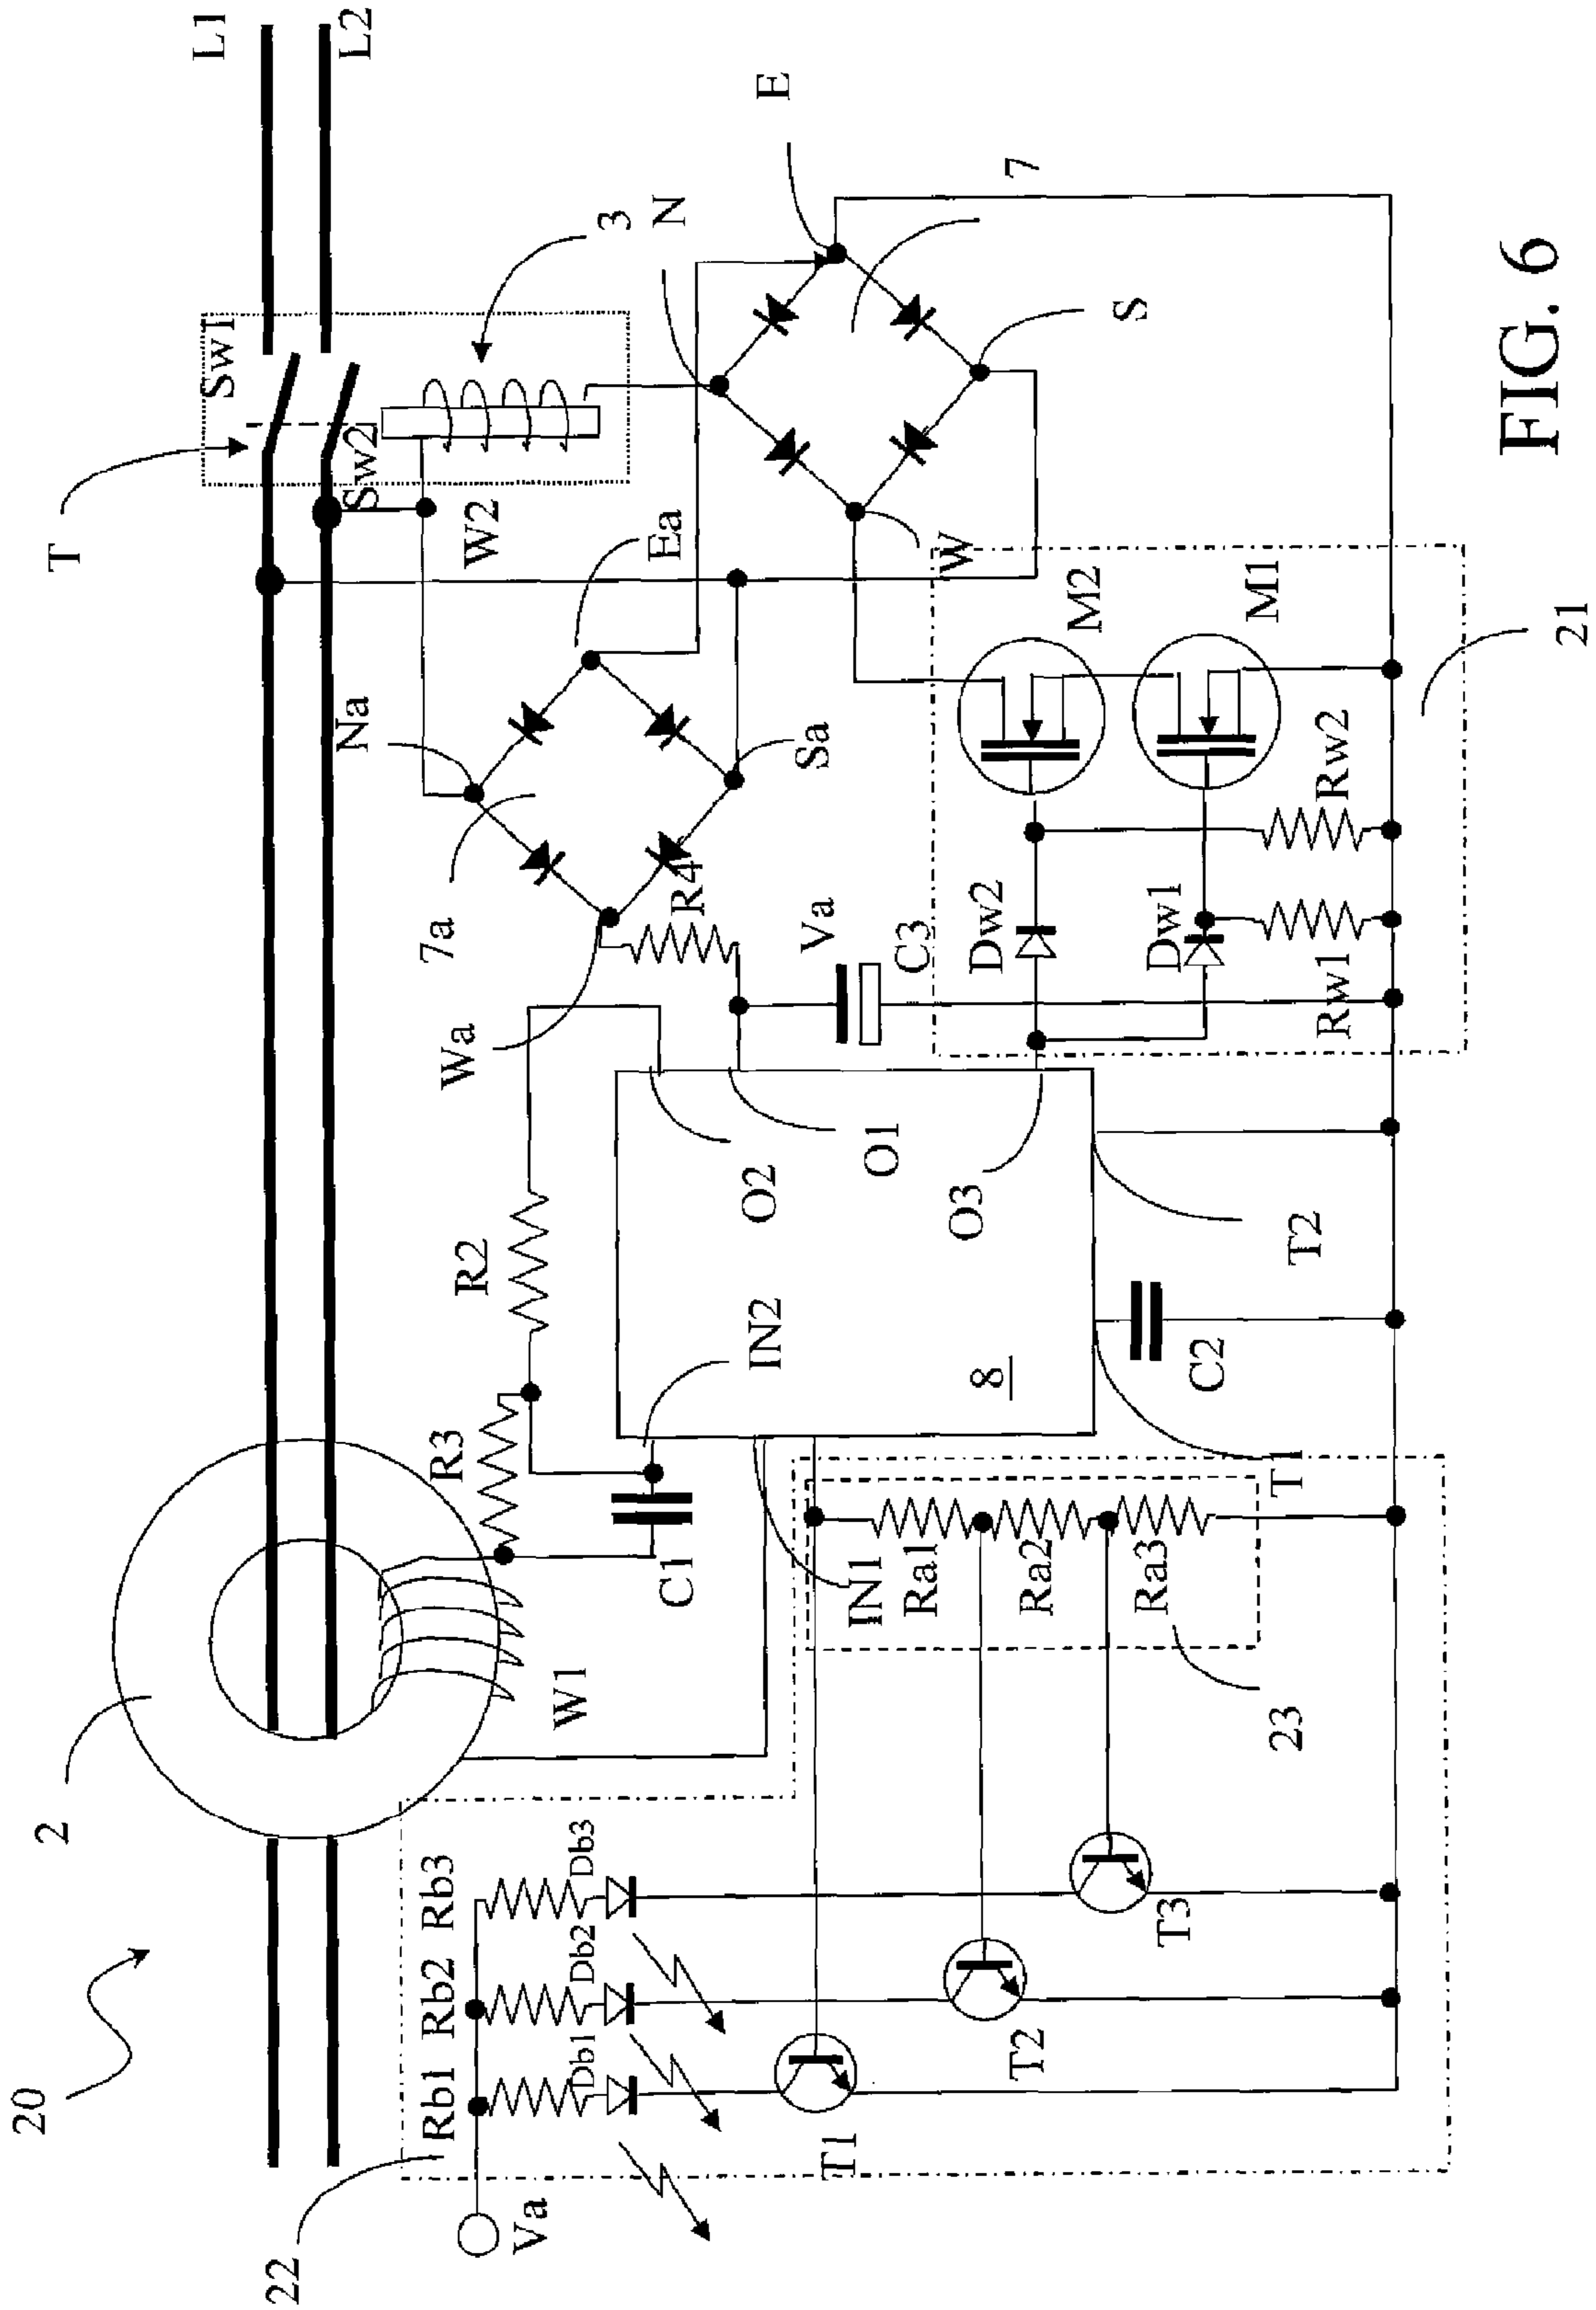 L1
L2
Sw1
T
Sw2
3
N
E
7
S
W
W2
Ea
Na
Sa
7a
Wa
R4
Va
C3
M2
M1
Dw2
Dw1
Rw2
Rw1
21
R2
R3
O2
O1
O3
IN2
8
T2
C2
T1
C1
IN1
Ra1
Ra2
Ra3
23
W1
2
20
Rb1
Rb2
Rb3
Db1
Db2
Db3
T1
T2
T3
Va
22
FIG. 6